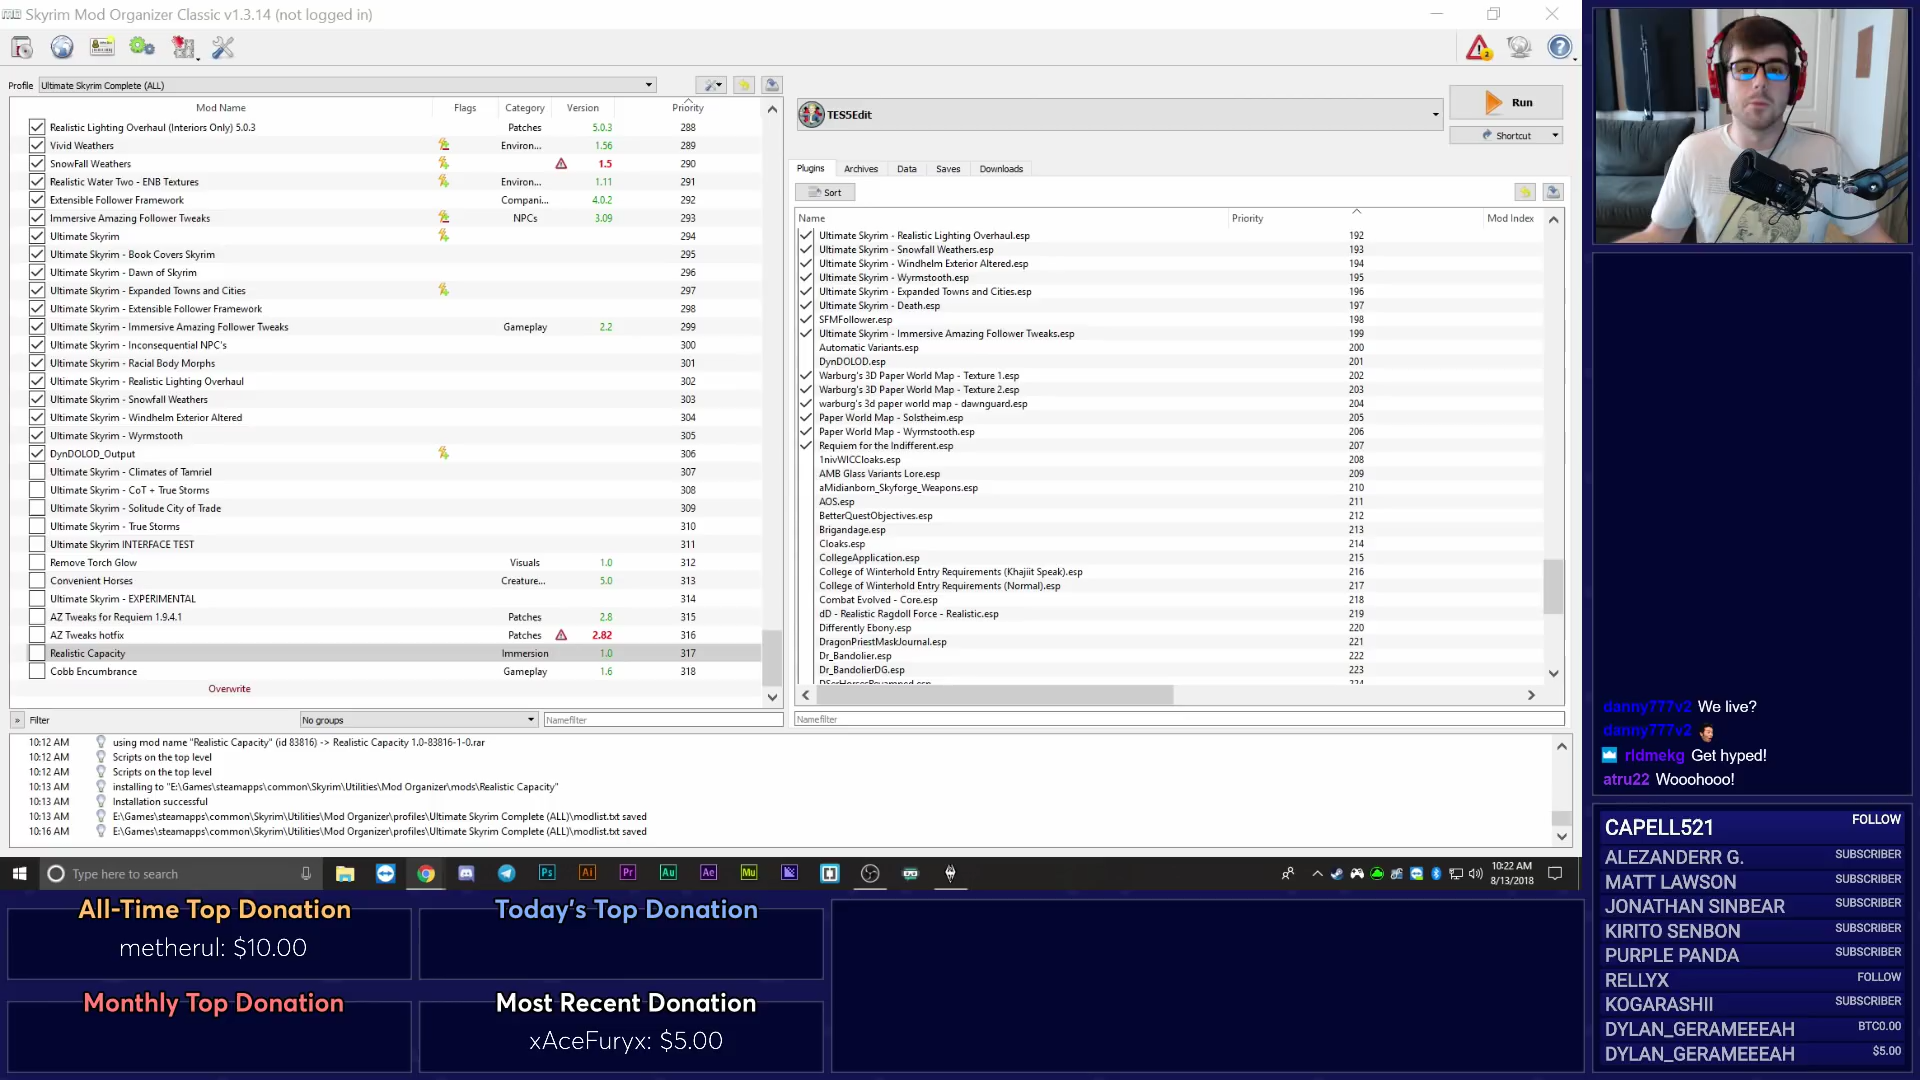 Skyrim Mod Organizer Classic v1.3.14 (not logged in)
Profile Ultimate Skyrim Complete (ALL)
Mod Name Flags Category Version Priority
Realistic Lighting Overhaul (Interiors Only) 5.0.3 Patches 5.0.3 288
Vivid Weathers Environ... 1.56 289
SnowFall Weathers 1.5 290
Realistic Water Two - ENB Textures Environ... 1.11 291
Extensible Follower Framework Compani... 4.0.2 292
Immersive Amazing Follower Tweaks NPCs 3.09 293
Ultimate Skyrim 294
Ultimate Skyrim - Book Covers Skyrim 295
Ultimate Skyrim - Dawn of Skyrim 296
Ultimate Skyrim - Expanded Towns and Cities 297
Ultimate Skyrim - Extensible Follower Framework 298
Ultimate Skyrim - Immersive Amazing Follower Tweaks Gameplay 2.2 299
Ultimate Skyrim - Inconsequential NPC's 300
Ultimate Skyrim - Racial Body Morphs 301
Ultimate Skyrim - Realistic Lighting Overhaul 302
Ultimate Skyrim - Snowfall Weathers 303
Ultimate Skyrim - Windhelm Exterior Altered 304
Ultimate Skyrim - Wyrmstooth 305
DynDOLOD_Output 306
Ultimate Skyrim - Climates of Tamriel 307
Ultimate Skyrim - CoT + True Storms 308
Ultimate Skyrim - Solitude City of Trade 309
Ultimate Skyrim - True Storms 310
Ultimate Skyrim INTERFACE TEST 311
Remove Torch Glow Visuals 1.0 312
Convenient Horses Creature... 5.0 313
Ultimate Skyrim - EXPERIMENTAL 314
AZ Tweaks for Requiem 1.9.4.1 Patches 2.8 315
AZ Tweaks hotfix Patches 2.82 316
Realistic Capacity Immersion 1.0 317
Cobb Encumbrance Gameplay 1.6 318
Overwrite
» Filter No groups Namefilter
TES5Edit
Run
Shortcut
Plugins Archives Data Saves Downloads
Sort
Name Priority Mod Index
Ultimate Skyrim - Realistic Lighting Overhaul.esp 192
Ultimate Skyrim - Snowfall Weathers.esp 193
Ultimate Skyrim - Windhelm Exterior Altered.esp 194
Ultimate Skyrim - Wyrmstooth.esp 195
Ultimate Skyrim - Expanded Towns and Cities.esp 196
Ultimate Skyrim - Death.esp 197
SFMFollower.esp 198
Ultimate Skyrim - Immersive Amazing Follower Tweaks.esp 199
Automatic Variants.esp 200
DynDOLOD.esp 201
Warburg's 3D Paper World Map - Texture 1.esp 202
Warburg's 3D Paper World Map - Texture 2.esp 203
warburg's 3d paper world map - dawnguard.esp 204
Paper World Map - Solstheim.esp 205
Paper World Map - Wyrmstooth.esp 206
Requiem for the Indifferent.esp 207
1nivWICCloaks.esp 208
AMB Glass Variants Lore.esp 209
aMidianborn_Skyforge_Weapons.esp 210
AOS.esp 211
BetterQuestObjectives.esp 212
Brigandage.esp 213
Cloaks.esp 214
CollegeApplication.esp 215
College of Winterhold Entry Requirements (Khajiit Speak).esp 216
College of Winterhold Entry Requirements (Normal).esp 217
Combat Evolved - Core.esp 218
dD - Realistic Ragdoll Force - Realistic.esp 219
Differently Ebony.esp 220
DragonPriestMaskJournal.esp 221
Dr_Bandolier.esp 222
Dr_BandolierDG.esp 223
DSerHorsesRevamped.esp 224
Namefilter
10:12 AM using mod name "Realistic Capacity" (id 83816) -> Realistic Capacity 1.0-83816-1-0.rar
10:12 AM Scripts on the top level
10:12 AM Scripts on the top level
10:13 AM installing to "E:\Games\steamapps\common\Skyrim\Utilities\Mod Organizer\mods\Realistic Capacity"
10:13 AM Installation successful
10:13 AM E:\Games\steamapps\common\Skyrim\Utilities\Mod Organizer\profiles\Ultimate Skyrim Complete (ALL)\modlist.txt saved
10:16 AM E:\Games\steamapps\common\Skyrim\Utilities\Mod Organizer\profiles\Ultimate Skyrim Complete (ALL)\modlist.txt saved
Type here to search
Ps Ai Pr Au Ae Mu
10:22 AM
8/13/2018
danny777v2 We live?
danny777v2
ridmekg Get hyped!
atru22 Wooohooo!
CAPELL521 FOLLOW
ALEZANDERR G. SUBSCRIBER
MATT LAWSON SUBSCRIBER
JONATHAN SINBEAR SUBSCRIBER
KIRITO SENBON SUBSCRIBER
PURPLE PANDA SUBSCRIBER
RELLYX FOLLOW
KOGARASHII SUBSCRIBER
DYLAN_GERAMEEEAH BTC0.00
DYLAN_GERAMEEEAH $5.00
All-Time Top Donation
metherul: $10.00
Today's Top Donation
Monthly Top Donation
Most Recent Donation
xAceFuryx: $5.00